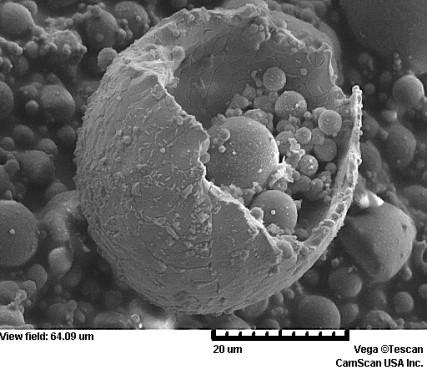 View field: 64.09 um
20 um
Vega ©Tescan
CamScan USA Inc.